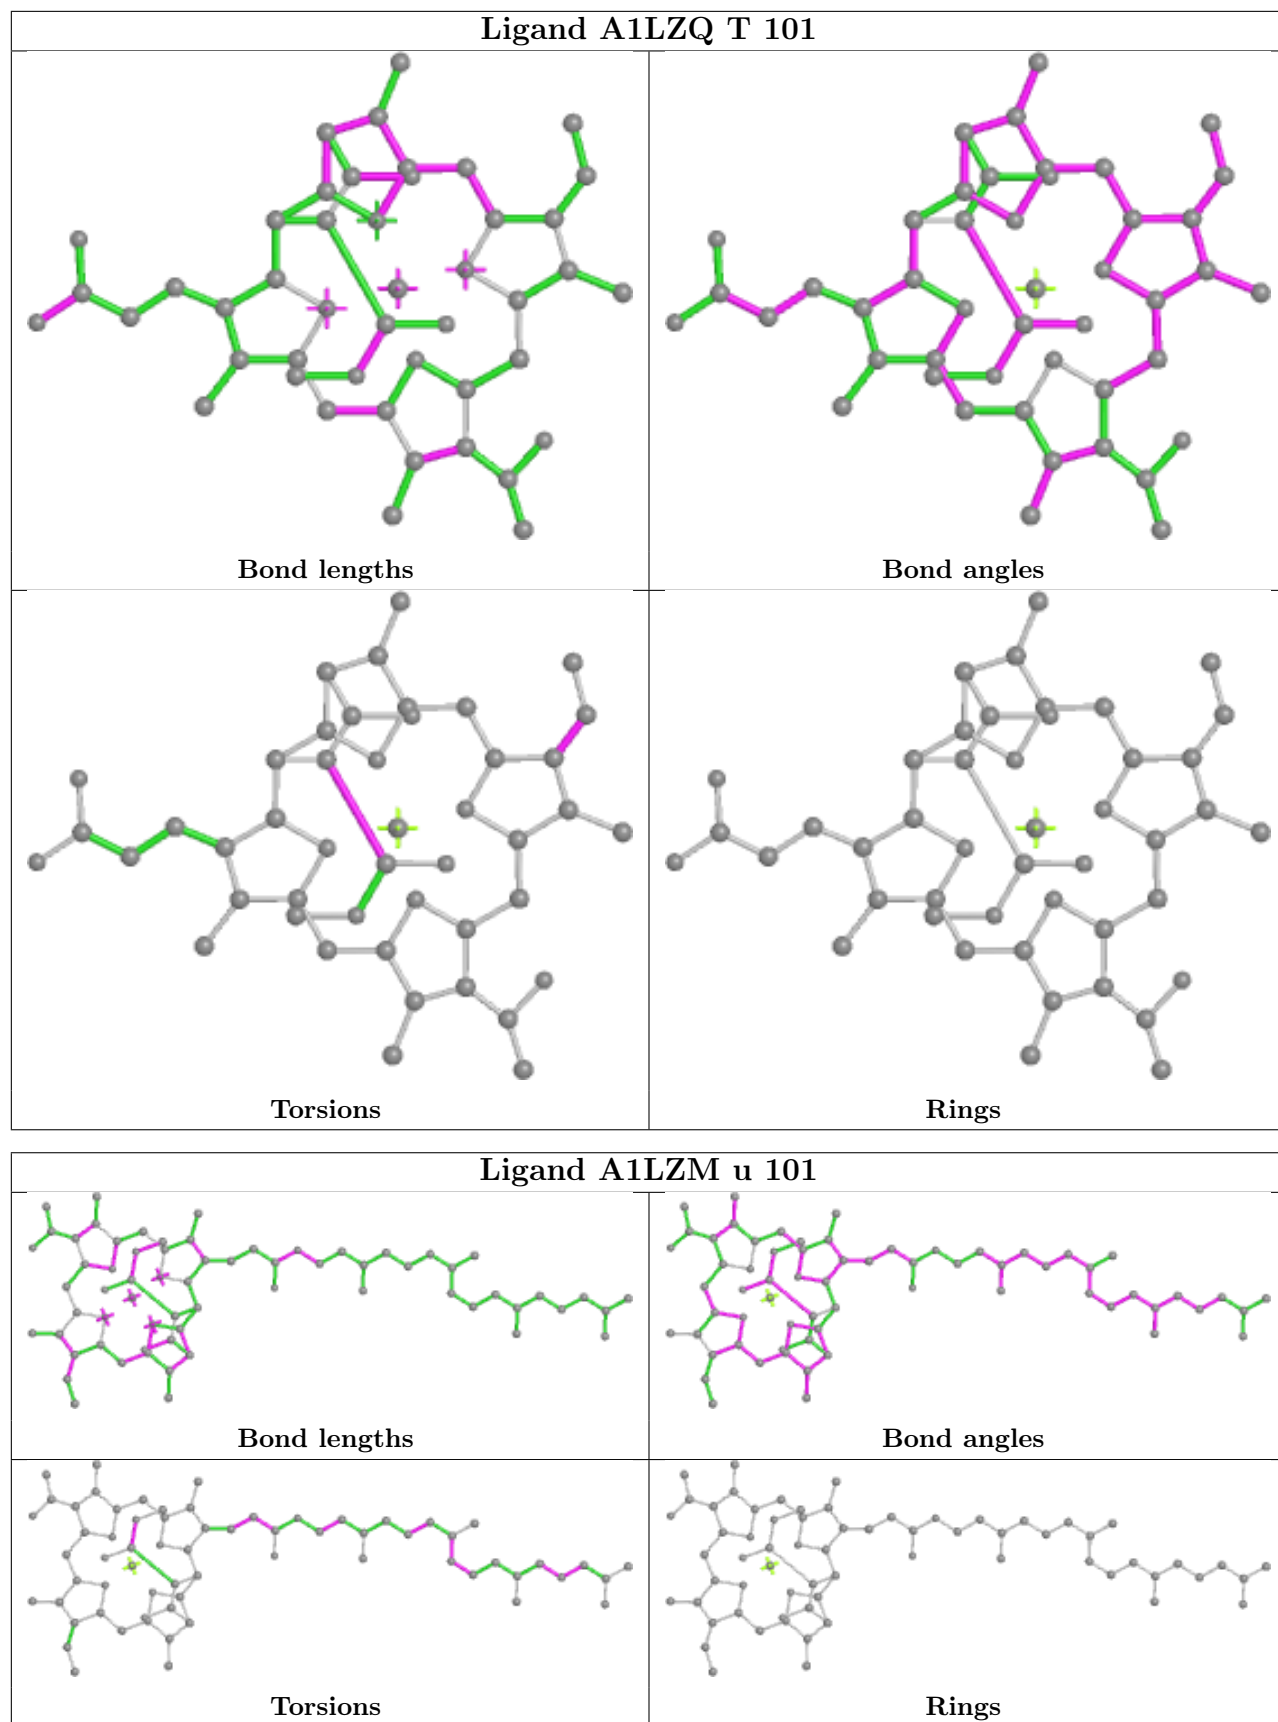 Ligand A1LZQ T 101
Bond lengths
Bond angles
Torsions
Rings
Ligand A1LZM u 101
Bond lengths
Bond angles
Torsions
Rings